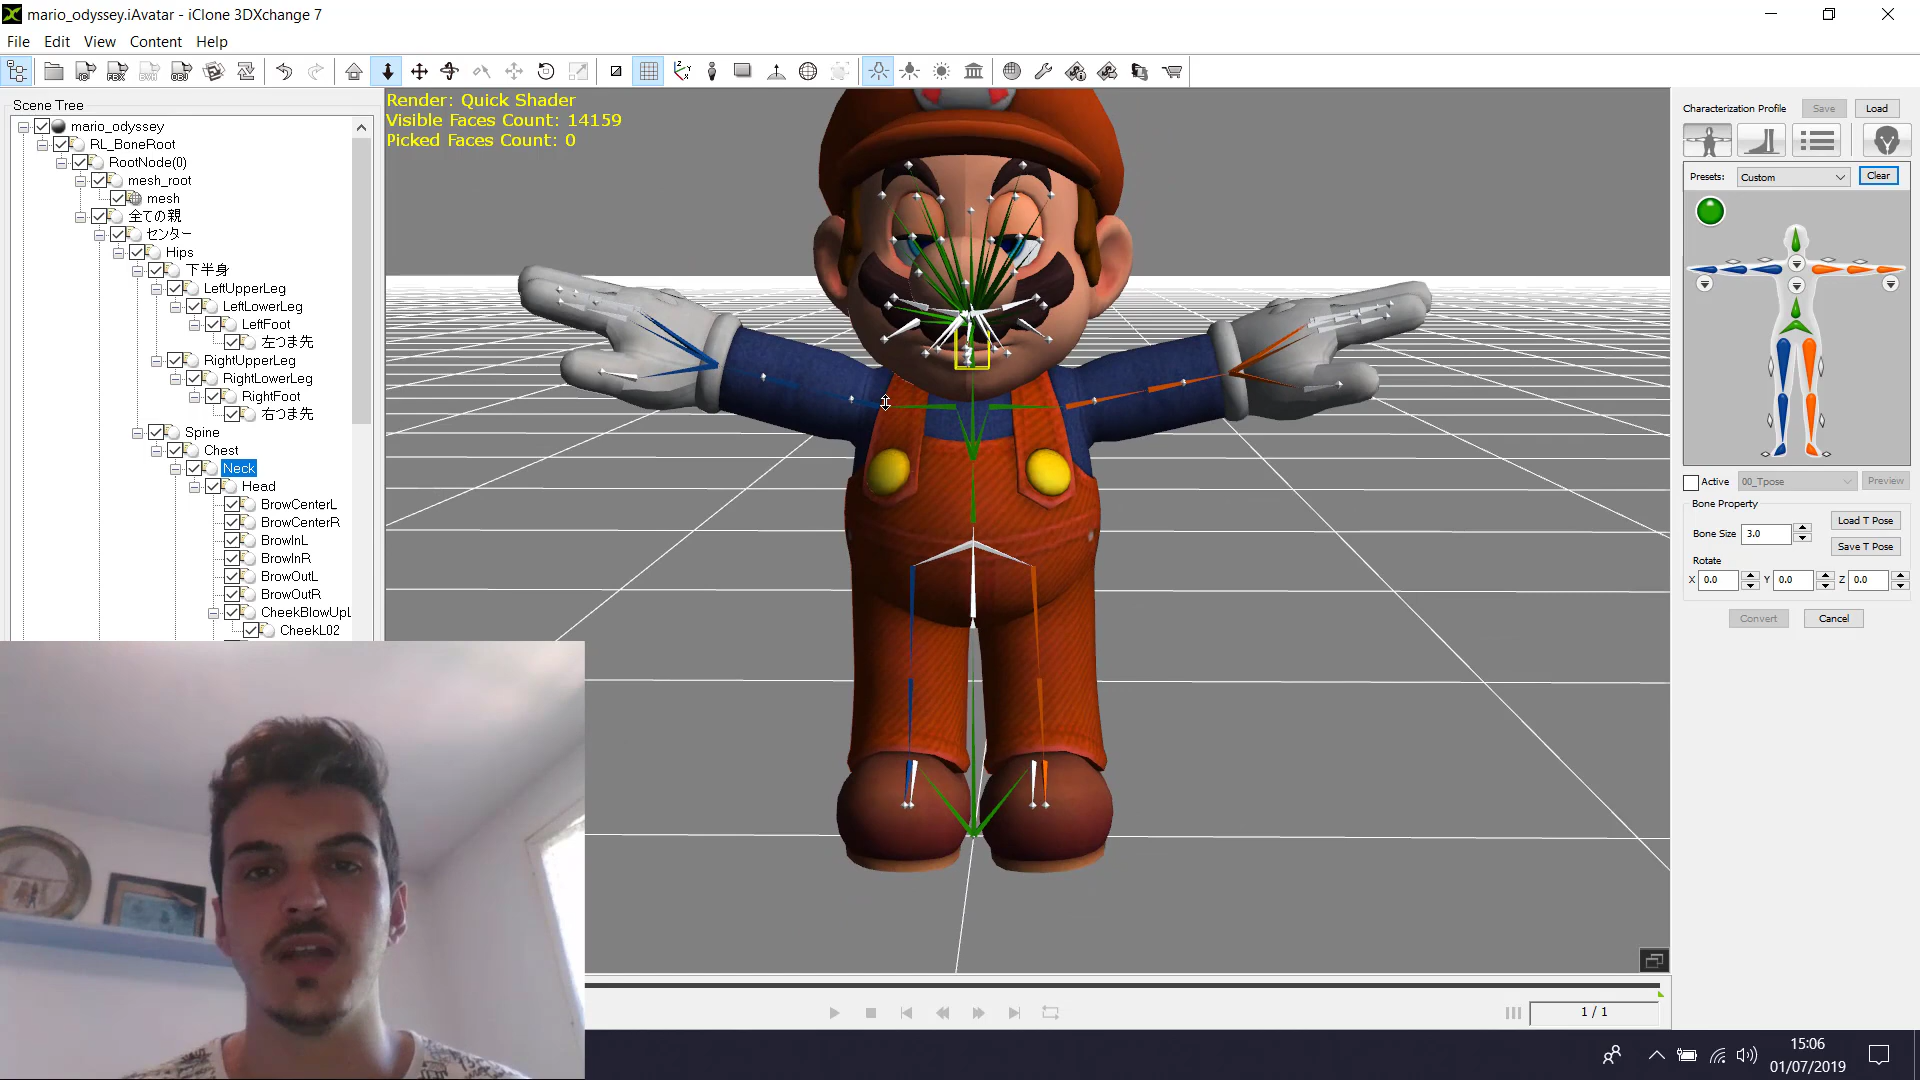 mario_odyssey.iAvatar - iClone 3DXchange 7
File Edit View Content Help
Scene Tree
mario_odyssey
RL_BoneRoot
RootNode(0)
mesh_root
mesh
全ての親
センター
Hips
下半身
LeftUpperLeg
LeftLowerLeg
LeftFoot
左つま先
RightUpperLeg
RightLowerLeg
RightFoot
右つま先
Spine
Chest
Neck
Head
BrowCenterL
BrowCenterR
BrowInL
BrowInR
BrowOutL
BrowOutR
CheekBlowUpL
CheekL02
Render: Quick Shader
Visible Faces Count: 14159
Picked Faces Count: 0
Characterization Profile Save Load
Presets: Custom Clear
Active 00_Tpose Preview
Bone Property
Load T Pose
Bone Size 3.0
Save T Pose
Rotate
X 0.0 Y 0.0 Z 0.0
Convert Cancel
1 / 1
15:06
01/07/2019